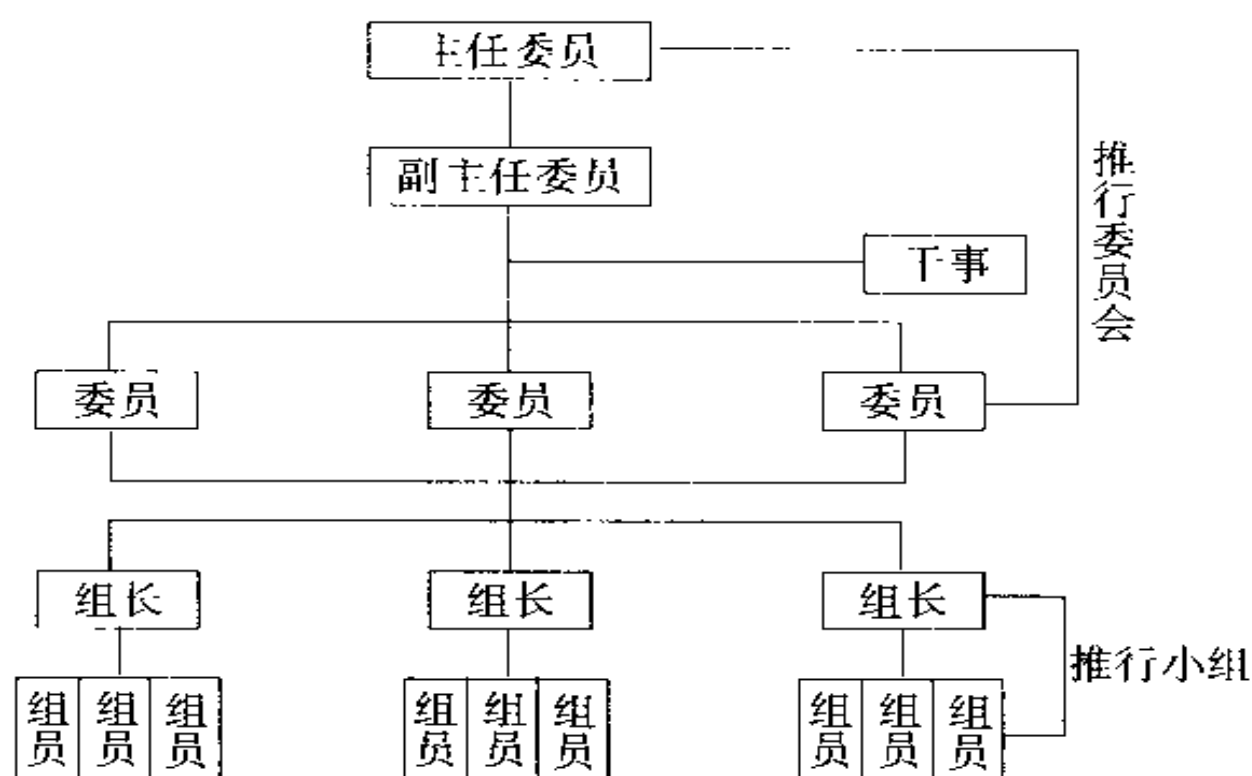 主任委员
副主任委员
干事
推行委员会
委员 委员 委员
组长 组长 组长
推行小组
组员 组员 组员 组员 组员 组员 组员 组员 组员